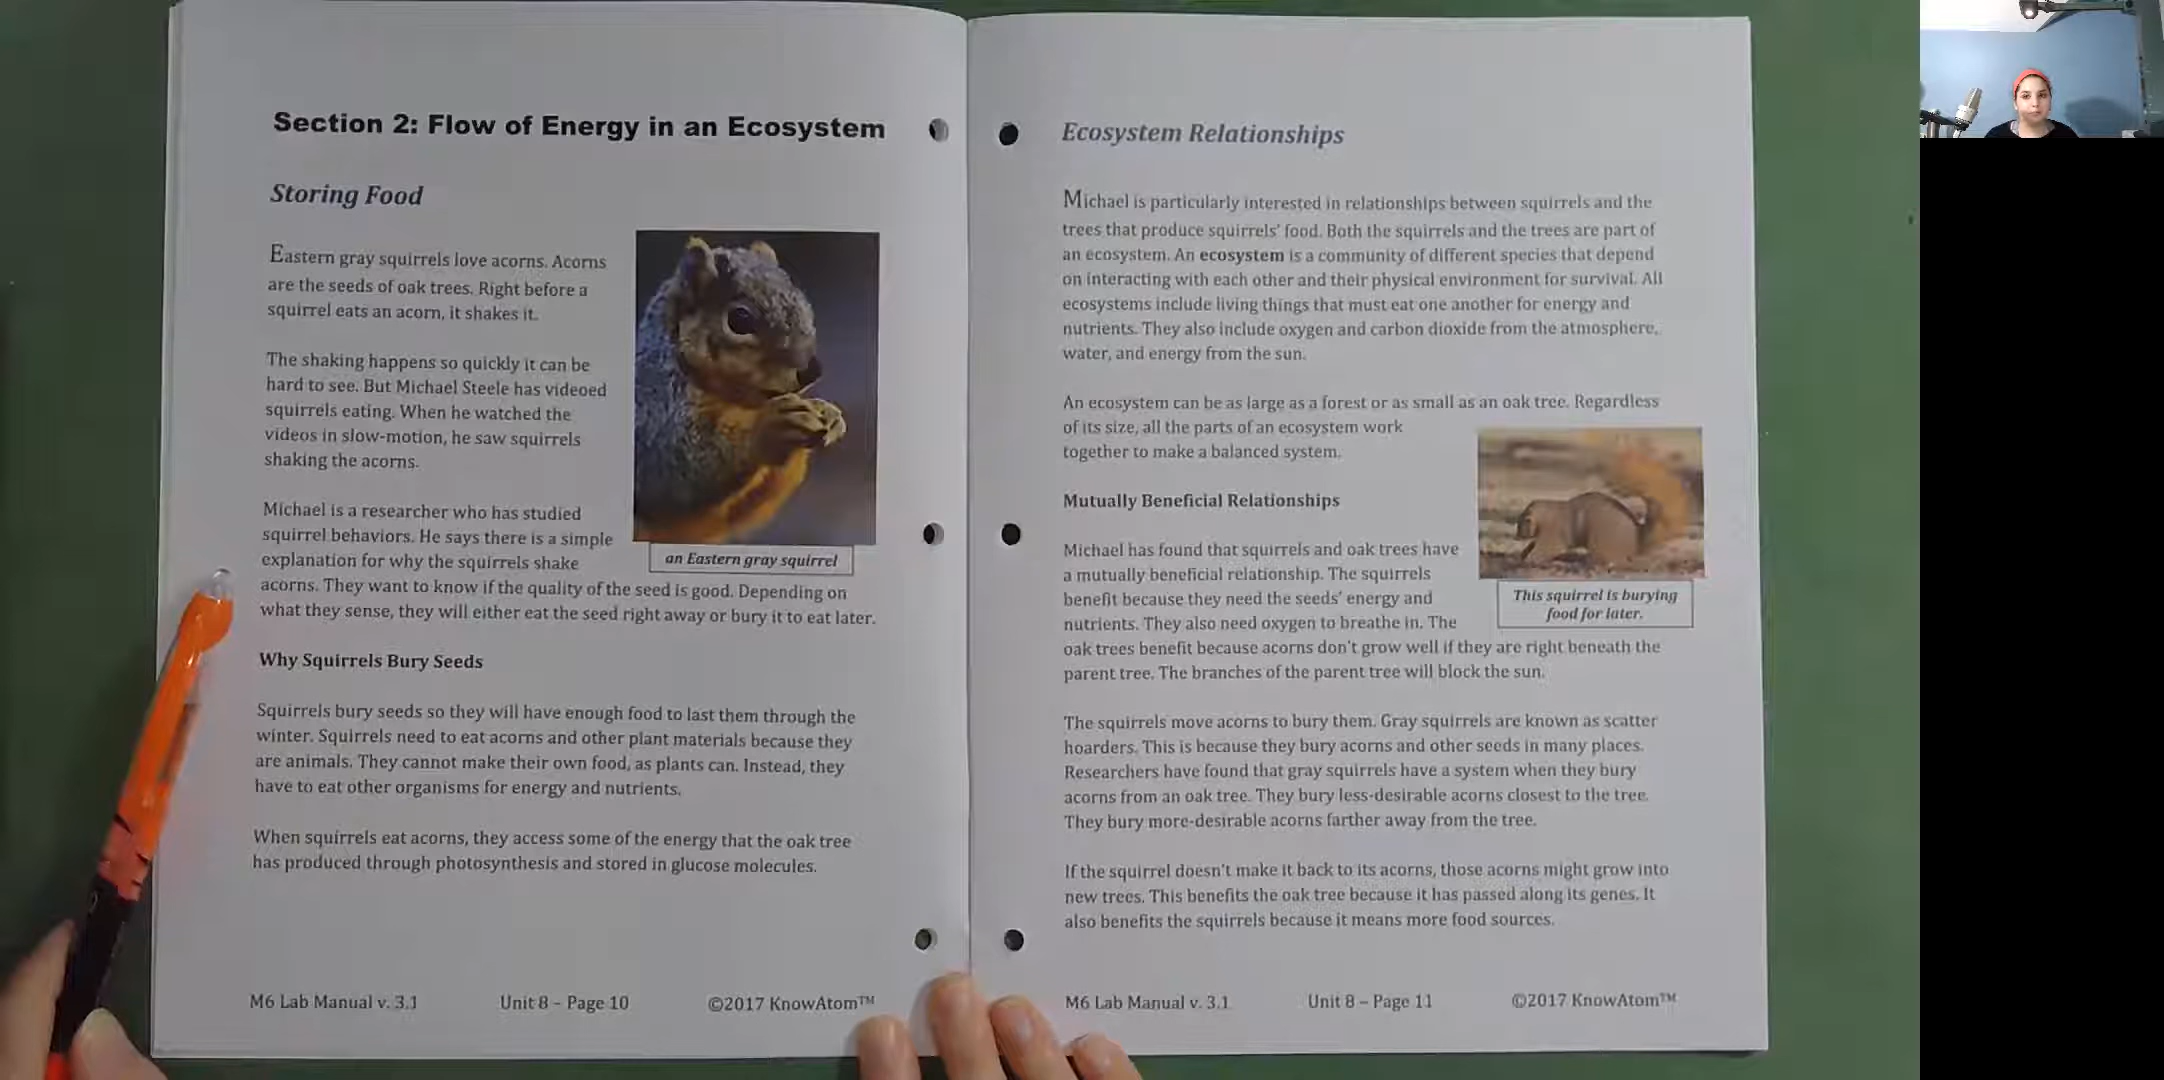 Section 2: Flow of Energy in an Ecosystem
Storing Food
Eastern gray squirrels love acorns. Acorns
are the seeds of oak trees. Right before a
squirrel eats an acorn, it shakes it.
The shaking happens so quickly it can be
hard to see. But Michael Steele has videoed
squirrels eating. When he watched the
videos in slow-motion, he saw squirrels
shaking the acorns.
Michael is a researcher who has studied
squirrel behaviors. He says there is a simple
explanation for why the squirrels shake
an Eastern gray squirrel
acorns. They want to know if the quality of the seed is good. Depending on
what they sense, they will either eat the seed right away or bury it to eat later.
Why Squirrels Bury Seeds
Squirrels bury seeds so they will have enough food to last them through the
winter. Squirrels need to eat acorns and other plant materials because they
are animals. They cannot make their own food, as plants can. Instead, they
have to eat other organisms for energy and nutrients.
When squirrels eat acorns, they access some of the energy that the oak tree
has produced through photosynthesis and stored in glucose molecules.
M6 Lab Manual v. 3.1 Unit 8 – Page 10 ©2017 KnowAtom™
Ecosystem Relationships
Michael is particularly interested in relationships between squirrels and the
trees that produce squirrels' food. Both the squirrels and the trees are part of
an ecosystem. An ecosystem is a community of different species that depend
on interacting with each other and their physical environment for survival. All
ecosystems include living things that must eat one another for energy and
nutrients. They also include oxygen and carbon dioxide from the atmosphere,
water, and energy from the sun.
An ecosystem can be as large as a forest or as small as an oak tree. Regardless
of its size, all the parts of an ecosystem work
together to make a balanced system.
Mutually Beneficial Relationships
Michael has found that squirrels and oak trees have
a mutually beneficial relationship. The squirrels
benefit because they need the seeds' energy and
nutrients. They also need oxygen to breathe in. The
This squirrel is burying
food for later.
oak trees benefit because acorns don't grow well if they are right beneath the
parent tree. The branches of the parent tree will block the sun.
The squirrels move acorns to bury them. Gray squirrels are known as scatter
hoarders. This is because they bury acorns and other seeds in many places.
Researchers have found that gray squirrels have a system when they bury
acorns from an oak tree. They bury less-desirable acorns closest to the tree.
They bury more-desirable acorns farther away from the tree.
If the squirrel doesn't make it back to its acorns, those acorns might grow into
new trees. This benefits the oak tree because it has passed along its genes. It
also benefits the squirrels because it means more food sources.
M6 Lab Manual v. 3.1 Unit 8 – Page 11 ©2017 KnowAtom™